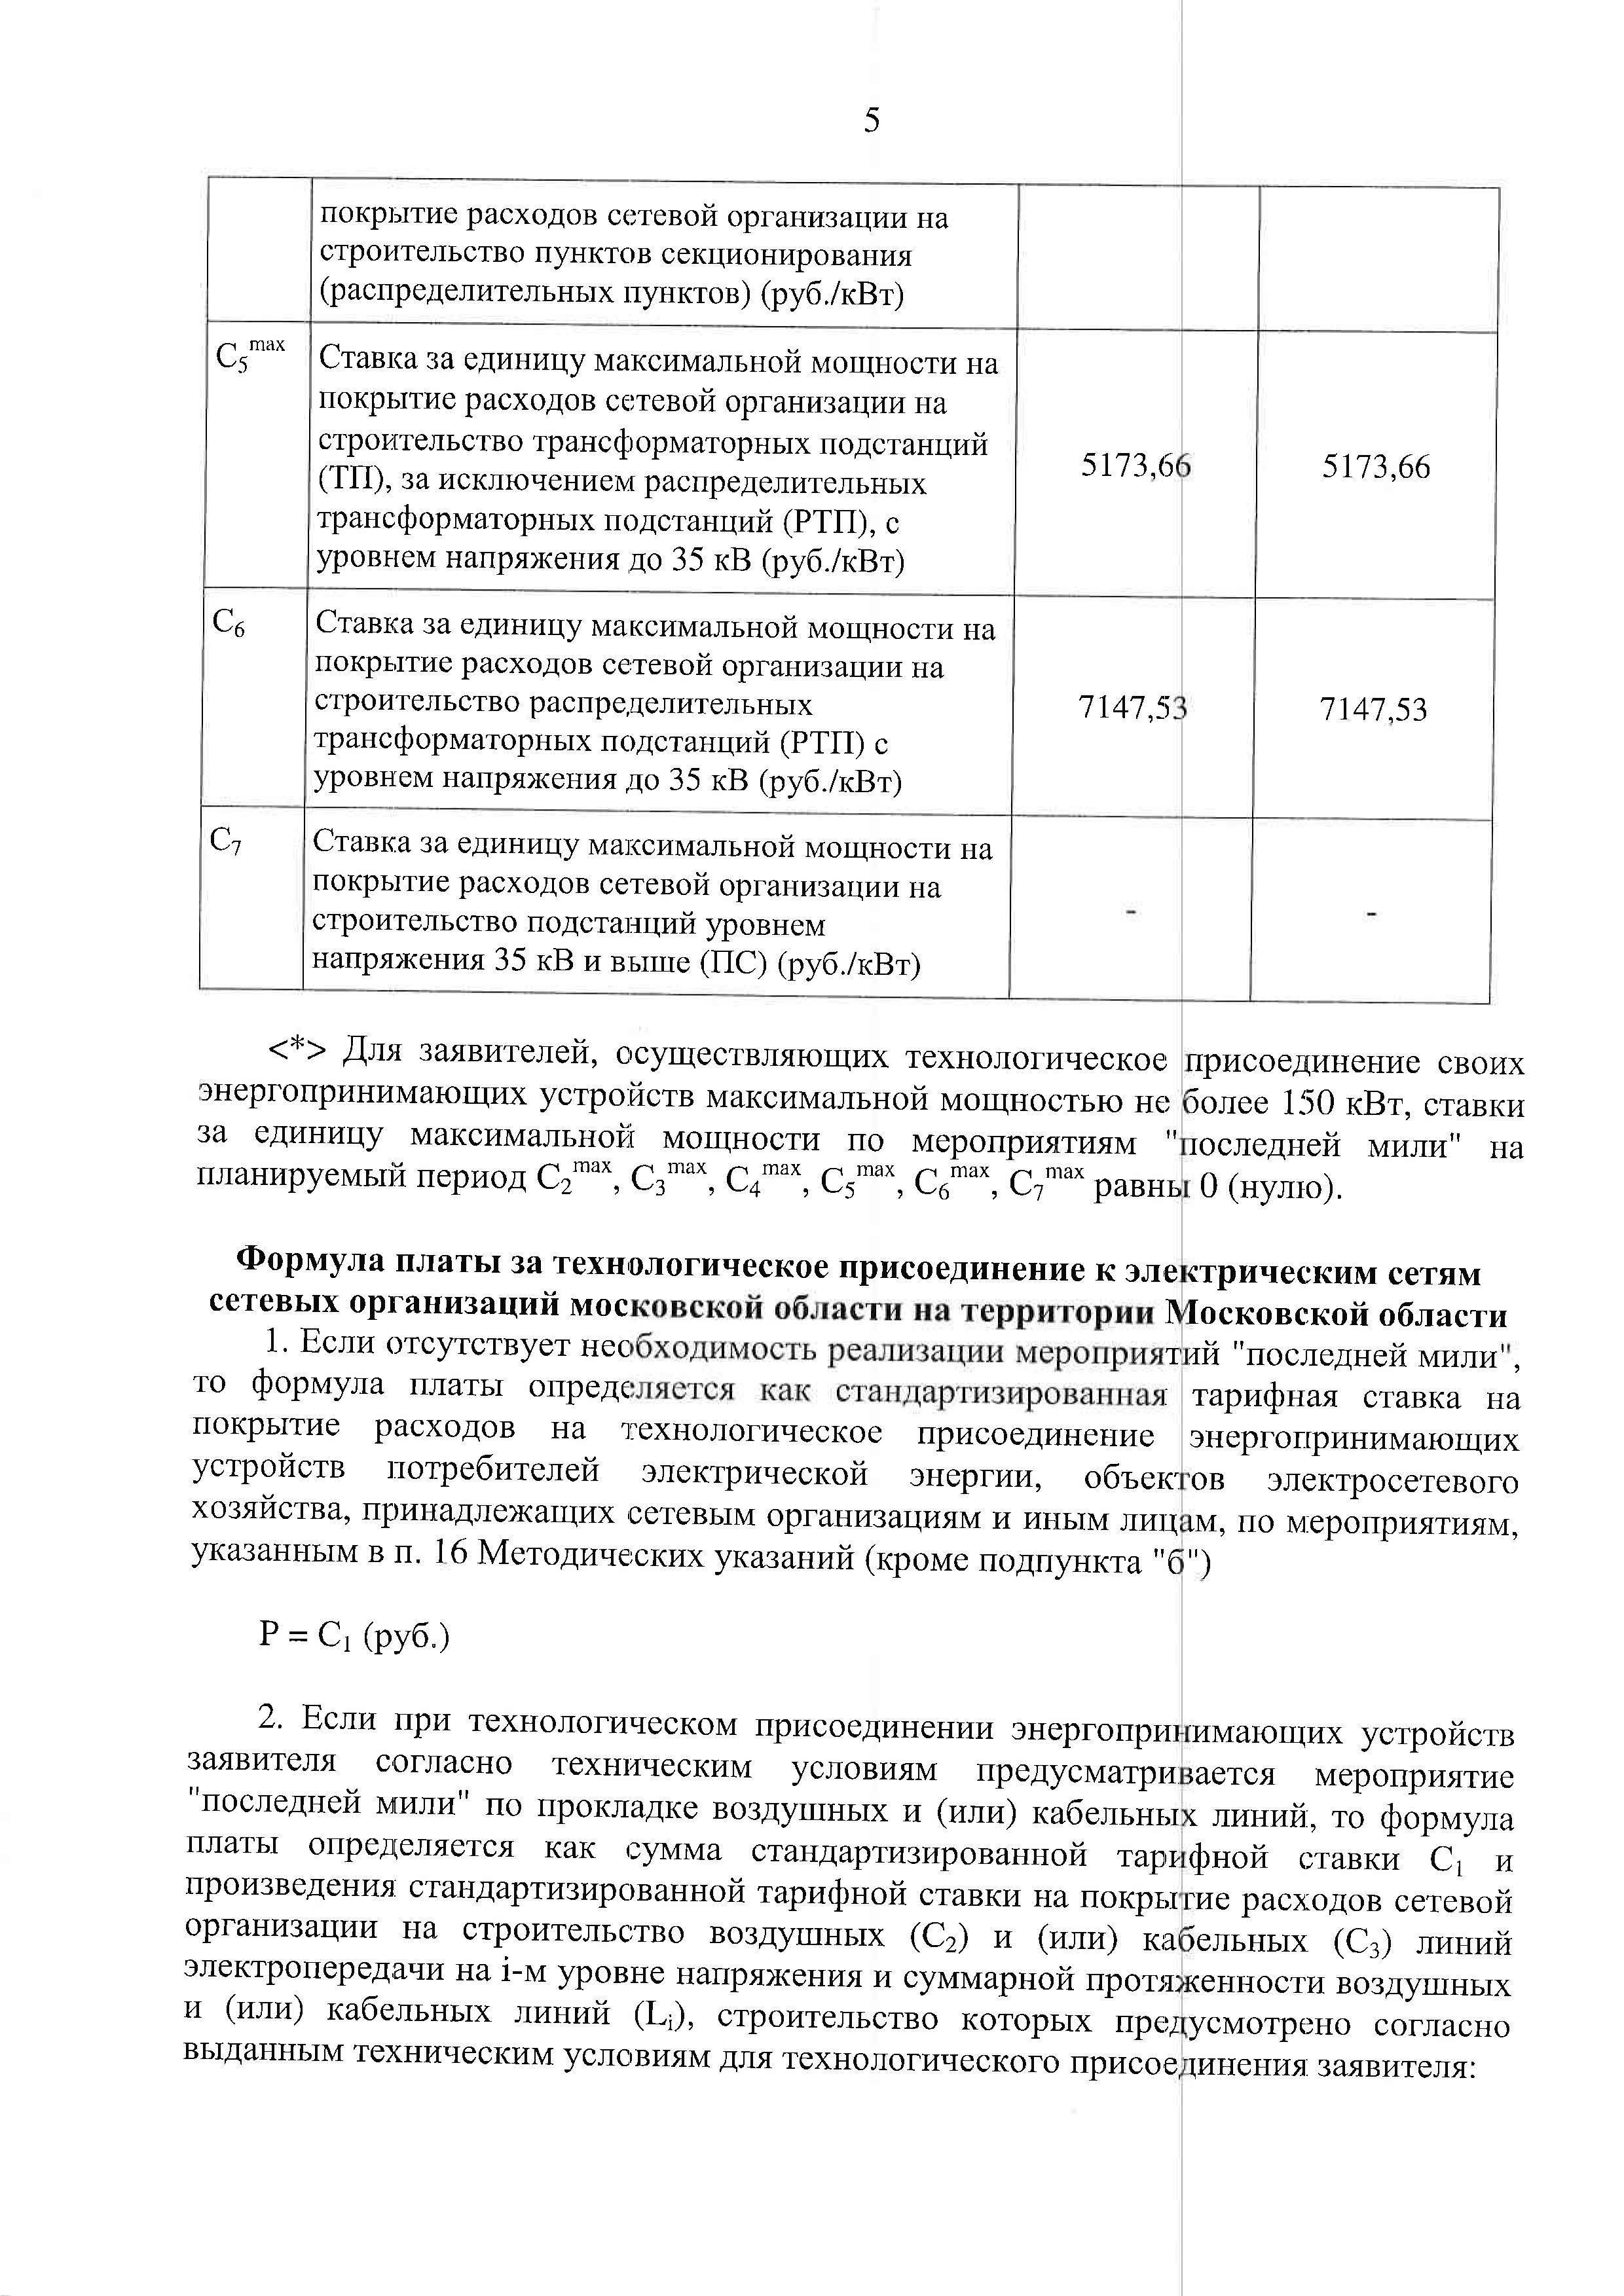 5
покрытие расходов сетевой организации на
строительство пунктов секционирования
(распределительных пунктов) (руб./кВт)
C₅ᵐᵃˣ
Ставка за единицу максимальной мощности на
покрытие расходов сетевой организации на
строительство трансформаторных подстанций
(ТП), за исключением распределительных
трансформаторных подстанций (РТП), с
уровнем напряжения до 35 кВ (руб./кВт)
5173,66
5173,66
C₆
Ставка за единицу максимальной мощности на
покрытие расходов сетевой организации на
строительство распределительных
трансформаторных подстанций (РТП) с
уровнем напряжения до 35 кВ (руб./кВт)
7147,53
7147,53
C₇
Ставка за единицу максимальной мощности на
покрытие расходов сетевой организации на
строительство подстанций уровнем
напряжения 35 кВ и выше (ПС) (руб./кВт)
-
-
<*> Для заявителей, осуществляющих технологическое присоединение своих
энергопринимающих устройств максимальной мощностью не более 150 кВт, ставки
за единицу максимальной мощности по мероприятиям "последней мили" на
планируемый период C₂ᵐᵃˣ, C₃ᵐᵃˣ, C₄ᵐᵃˣ, C₅ᵐᵃˣ, C₆ᵐᵃˣ, C₇ᵐᵃˣ равны 0 (нулю).
Формула платы за технологическое присоединение к электрическим сетям
сетевых организаций московской области на территории Московской области
1. Если отсутствует необходимость реализации мероприятий "последней мили",
то формула платы определяется как стандартизированная тарифная ставка на
покрытие расходов на технологическое присоединение энергопринимающих
устройств потребителей электрической энергии, объектов электросетевого
хозяйства, принадлежащих сетевым организациям и иным лицам, по мероприятиям,
указанным в п. 16 Методических указаний (кроме подпункта "б")
P = C₁ (руб.)
2. Если при технологическом присоединении энергопринимающих устройств
заявителя согласно техническим условиям предусматривается мероприятие
"последней мили" по прокладке воздушных и (или) кабельных линий, то формула
платы определяется как сумма стандартизированной тарифной ставки C₁ и
произведения стандартизированной тарифной ставки на покрытие расходов сетевой
организации на строительство воздушных (C₂) и (или) кабельных (C₃) линий
электропередачи на i-м уровне напряжения и суммарной протяженности воздушных
и (или) кабельных линий (Lᵢ), строительство которых предусмотрено согласно
выданным техническим условиям для технологического присоединения заявителя: